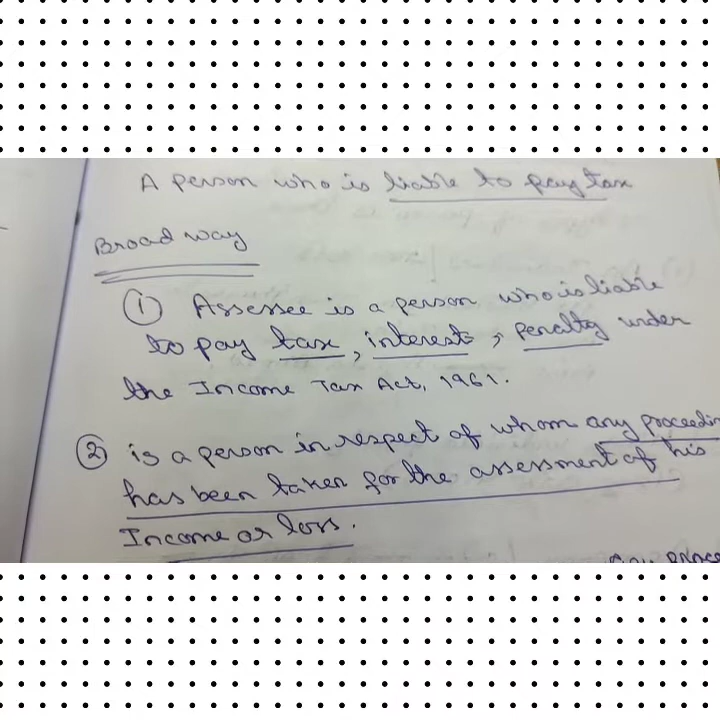 A person who is liable to pay tax
Broad way
① Assessee is a person who is liable
to pay tax, interest, penalty under
the Income Tax Act, 1961.
② is a person in respect of whom any proceedin
has been taken for the assessment of his
Income or loss.